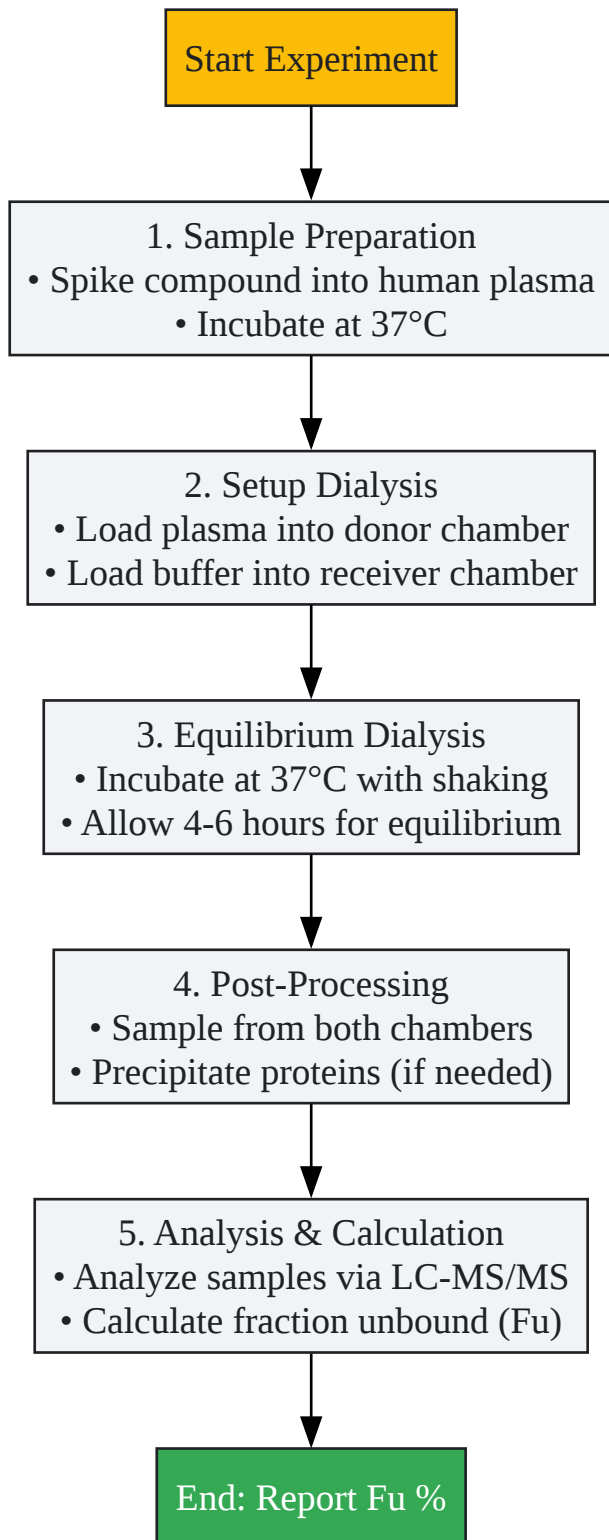 Start Experiment
1. Sample Preparation
• Spike compound into human plasma
• Incubate at 37°C
2. Setup Dialysis
• Load plasma into donor chamber
• Load buffer into receiver chamber
3. Equilibrium Dialysis
• Incubate at 37°C with shaking
• Allow 4-6 hours for equilibrium
4. Post-Processing
• Sample from both chambers
• Precipitate proteins (if needed)
5. Analysis & Calculation
• Analyze samples via LC-MS/MS
• Calculate fraction unbound (Fu)
End: Report Fu %